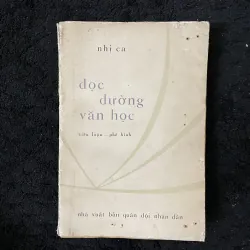 nhị ca
dọc
đường
văn học
tiểu luận - phê bình
nhà xuất bản quân đội nhân dân